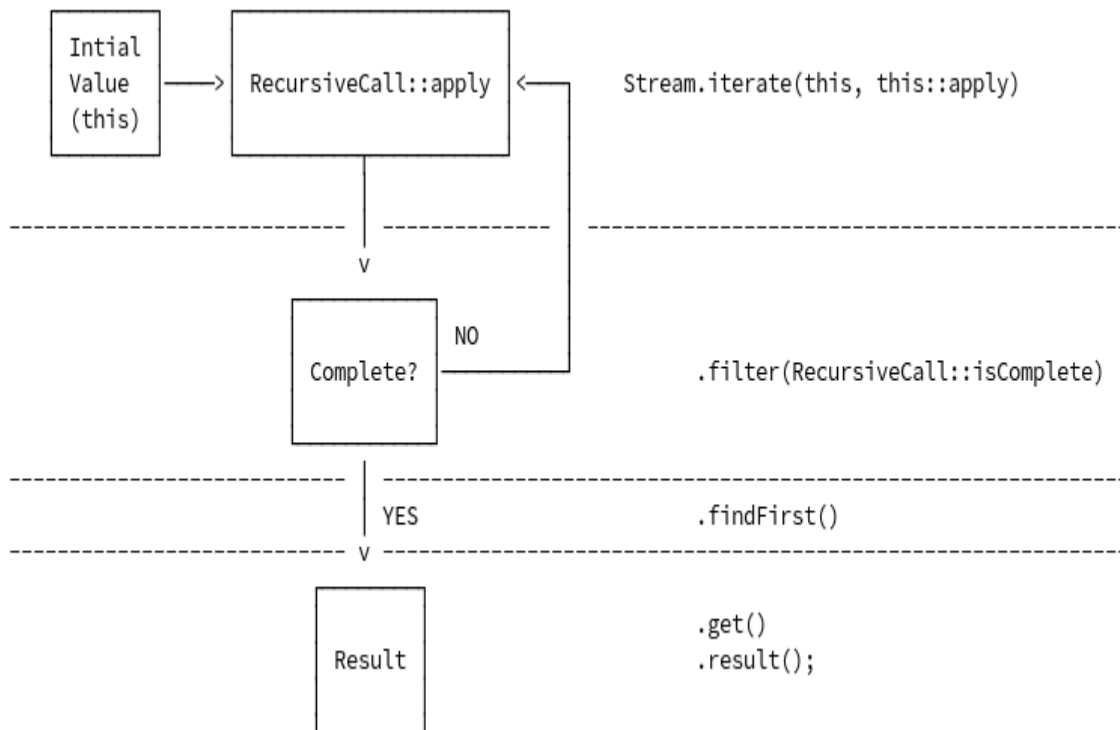 Intial
Value
(this)
RecursiveCall::apply
Stream.iterate(this, this::apply)
NO
Complete?
.filter(RecursiveCall::isComplete)
YES
.findFirst()
.get()
Result
.result();